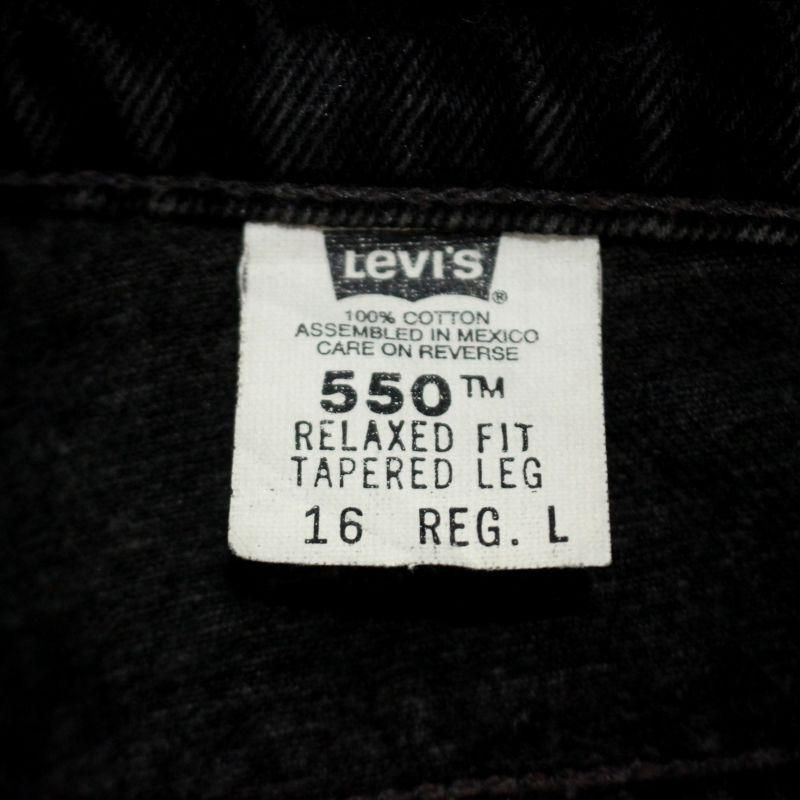 Levi's
®
100% COTTON
ASSEMBLED IN MEXICO
CARE ON REVERSE
550™
RELAXED FIT
TAPERED LEG
16 REG. L